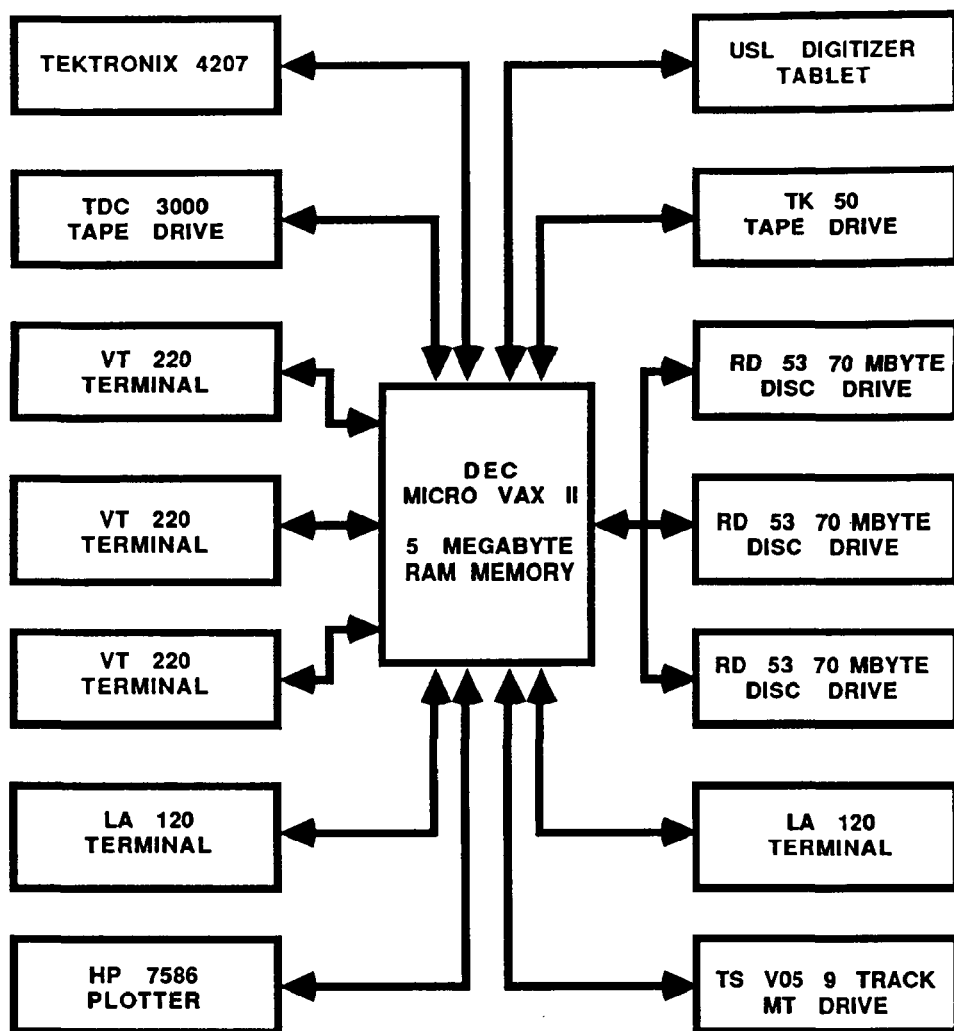 TEKTRONIX 4207
USL DIGITIZER
TABLET
TDC 3000
TAPE DRIVE
TK 50
TAPE DRIVE
VT 220
TERMINAL
RD 53 70 MBYTE
DISC DRIVE
DEC
MICRO VAX II
5 MEGABYTE
RAM MEMORY
VT 220
TERMINAL
RD 53 70 MBYTE
DISC DRIVE
VT 220
TERMINAL
RD 53 70 MBYTE
DISC DRIVE
LA 120
TERMINAL
LA 120
TERMINAL
HP 7586
PLOTTER
TS V05 9 TRACK
MT DRIVE